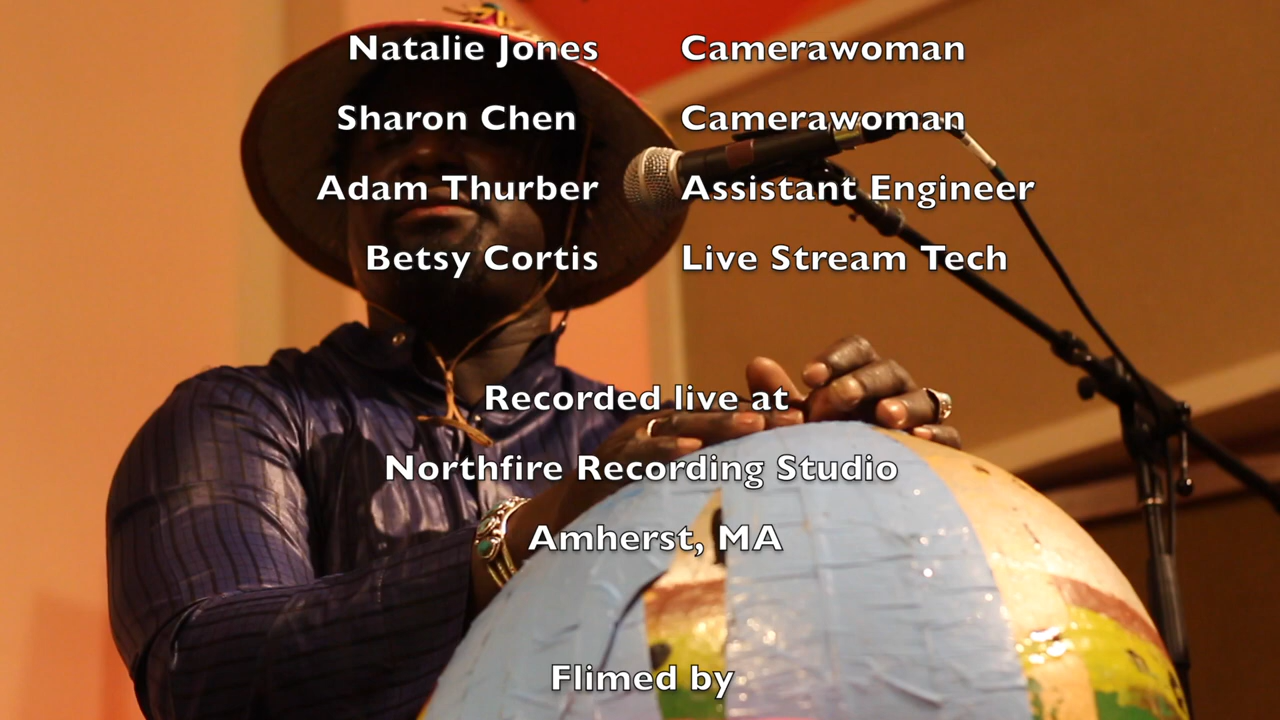 Natalie Jones Camerawoman
Sharon Chen Camerawoman
Adam Thurber Assistant Engineer
Betsy Cortis Live Stream Tech
Recorded live at
Northfire Recording Studio
Amherst, MA
Flimed by